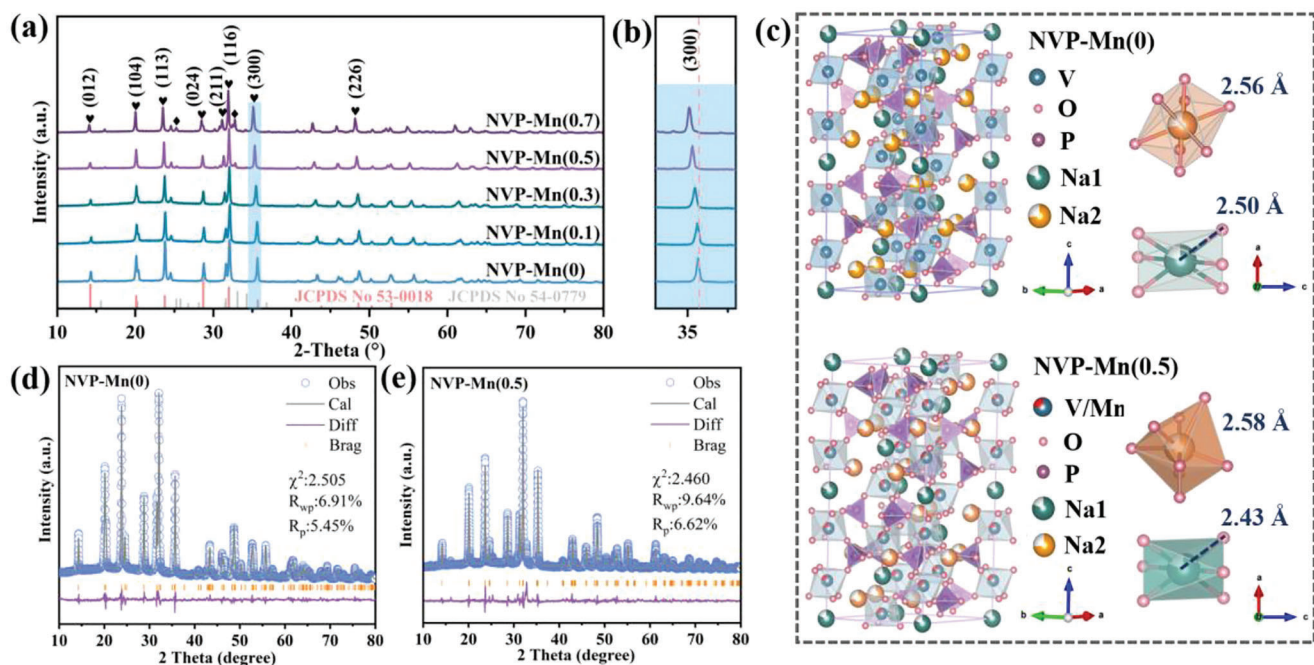 (a)
(012)
(104)
(113)
(024)
(211)
(116)
(300)
(226)
NVP-Mn(0.7)
NVP-Mn(0.5)
NVP-Mn(0.3)
NVP-Mn(0.1)
NVP-Mn(0)
JCPDS No 53-0018 JCPDS No 54-0779
Intensity (a.u.)
10 20 30 40 50 60 70 80
2-Theta (°)
(b)
(300)
35
(c)
NVP-Mn(0)
V
O
P
Na1
Na2
2.56 Å
2.50 Å
c
b a
a
b c
NVP-Mn(0.5)
V/Mn
O
P
Na1
Na2
2.58 Å
2.43 Å
c
b a
a
c
(d) NVP-Mn(0)
Obs
Cal
Diff
Brag
χ²:2.505
Rwp:6.91%
Rp:5.45%
Intensity (a.u.)
10 20 30 40 50 60 70 80
2 Theta (degree)
(e) NVP-Mn(0.5)
Obs
Cal
Diff
Brag
χ²:2.460
Rwp:9.64%
Rp:6.62%
Intensity (a.u.)
10 20 30 40 50 60 70 80
2 Theta (degree)